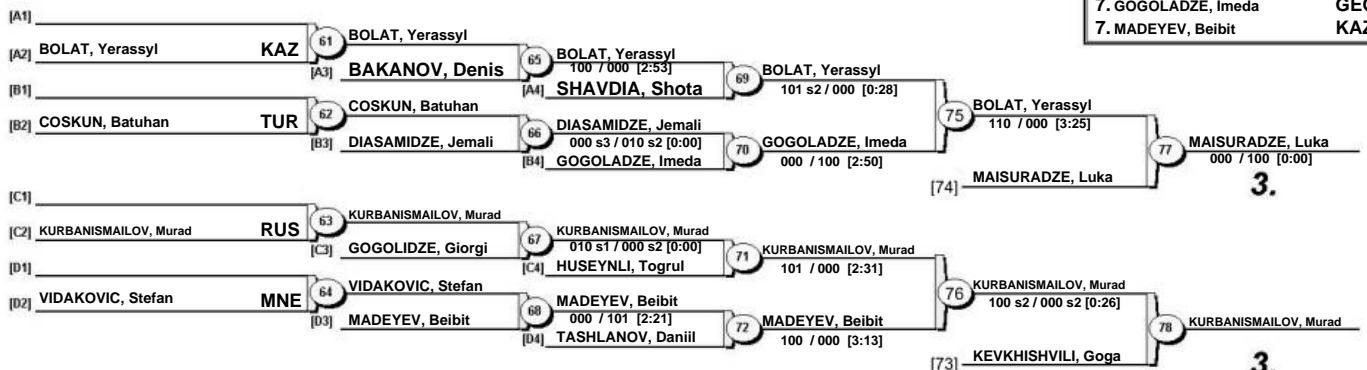 7. GOGOLADZE, Imeda
7. MADEYEV, Beibit KAZ
[A1]
[A2] BOLAT, Yerassyl KAZ 61 BOLAT, Yerassyl
[A3] BAKANOV, Denis 65 BOLAT, Yerassyl
100 / 000 [2:53]
[A4] SHAVDIA, Shota 69 BOLAT, Yerassyl
101 s2 / 000 [0:28]
[B1]
[B2] COSKUN, Batuhan TUR 62 COSKUN, Batuhan
[B3] DIASAMIDZE, Jemali 66 DIASAMIDZE, Jemali
000 s3 / 010 s2 [0:00]
[B4] GOGOLADZE, Imeda 70 GOGOLADZE, Imeda
000 / 100 [2:50]
75 BOLAT, Yerassyl
110 / 000 [3:25]
[74] MAISURADZE, Luka 77 MAISURADZE, Luka
000 / 100 [0:00]
3.
[C1]
[C2] KURBANISMAILOV, Murad RUS 63 KURBANISMAILOV, Murad
[C3] GOGOLIDZE, Giorgi 67 KURBANISMAILOV, Murad
010 s1 / 000 s2 [0:00]
[C4] HUSEYNLI, Togrul 71 KURBANISMAILOV, Murad
101 / 000 [2:31]
[D1]
[D2] VIDAKOVIC, Stefan MNE 64 VIDAKOVIC, Stefan
[D3] MADEYEV, Beibit 68 MADEYEV, Beibit
000 / 101 [2:21]
[D4] TASHLANOV, Daniil 72 MADEYEV, Beibit
100 / 000 [3:13]
76 KURBANISMAILOV, Murad
100 s2 / 000 s2 [0:26]
[73] KEVKHISHVILI, Goga 78 KURBANISMAILOV, Murad
3.